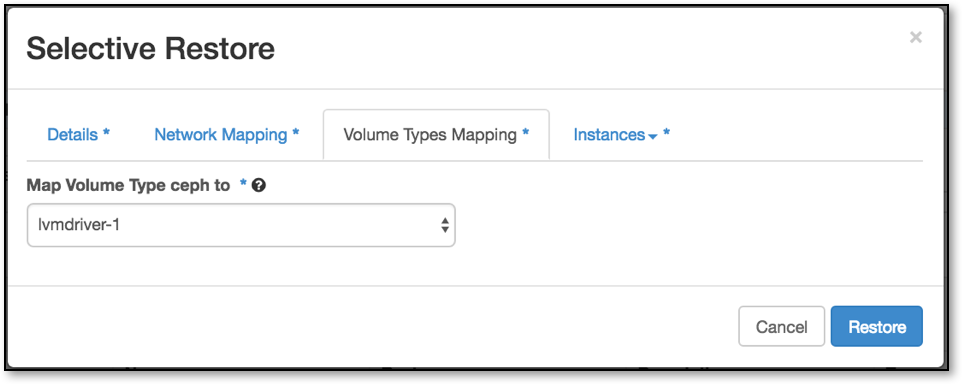 Selective Restore
×
Details * Network Mapping * Volume Types Mapping * Instances *
Map Volume Type ceph to * ?
lvmdriver-1
Cancel Restore